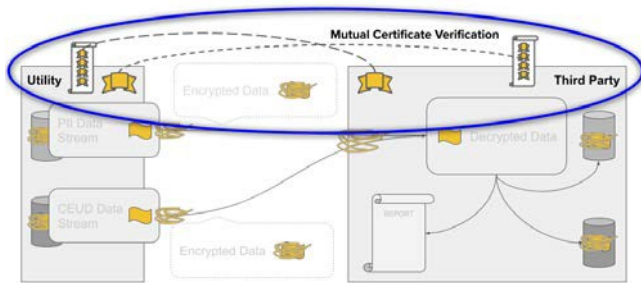 Mutual Certificate Verification
Utility
Third Party
Encrypted Data
PII Data
Stream
Decrypted Data
CEUD Data
Stream
REPORT
Encrypted Data